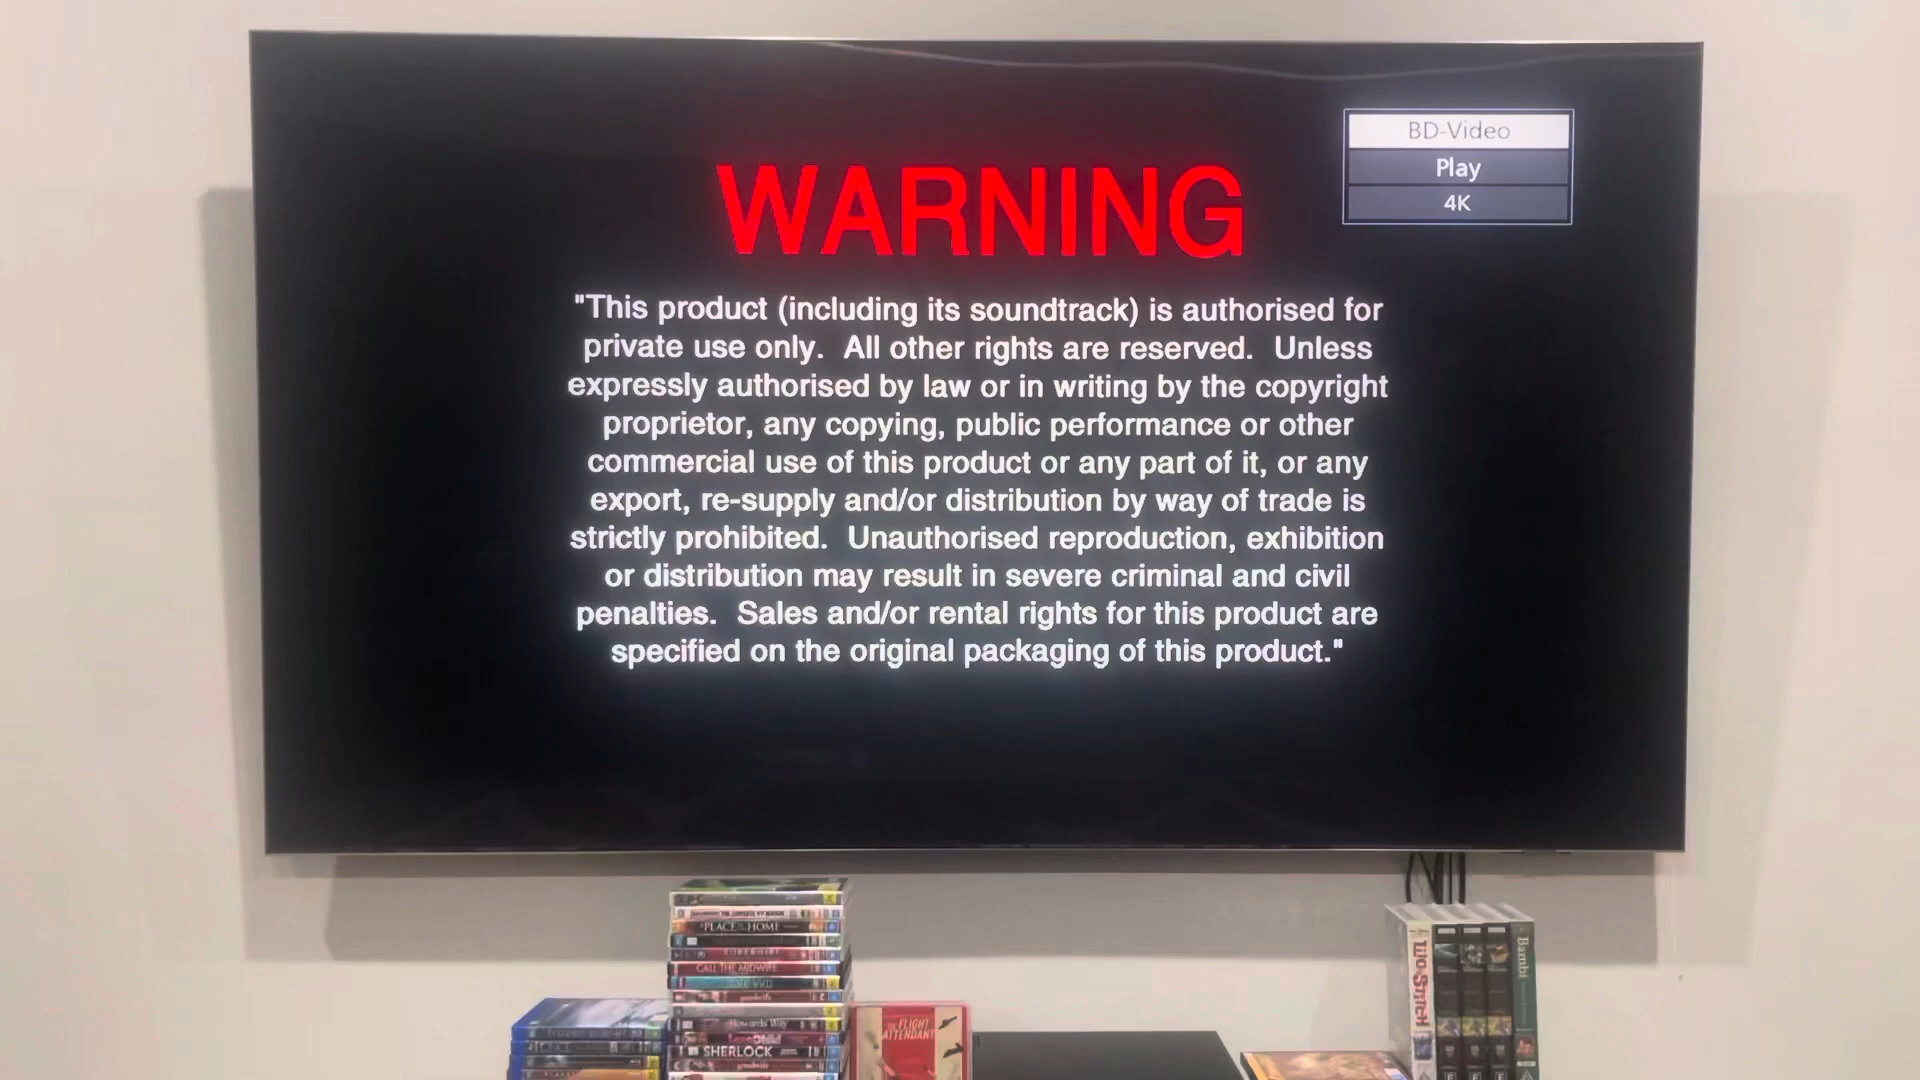 BD-Video
Play
4K
WARNING
"This product (including its soundtrack) is authorised for
private use only.  All other rights are reserved.  Unless
expressly authorised by law or in writing by the copyright
proprietor, any copying, public performance or other
commercial use of this product or any part of it, or any
export, re-supply and/or distribution by way of trade is
strictly prohibited.  Unauthorised reproduction, exhibition
or distribution may result in severe criminal and civil
penalties.  Sales and/or rental rights for this product are
specified on the original packaging of this product."
PLACE HOME
CALL THE MIDWIFE
Howards Way
SHERLOCK
THE FLIGHT
ATTENDANT
Lilo & Stitch
Bambi